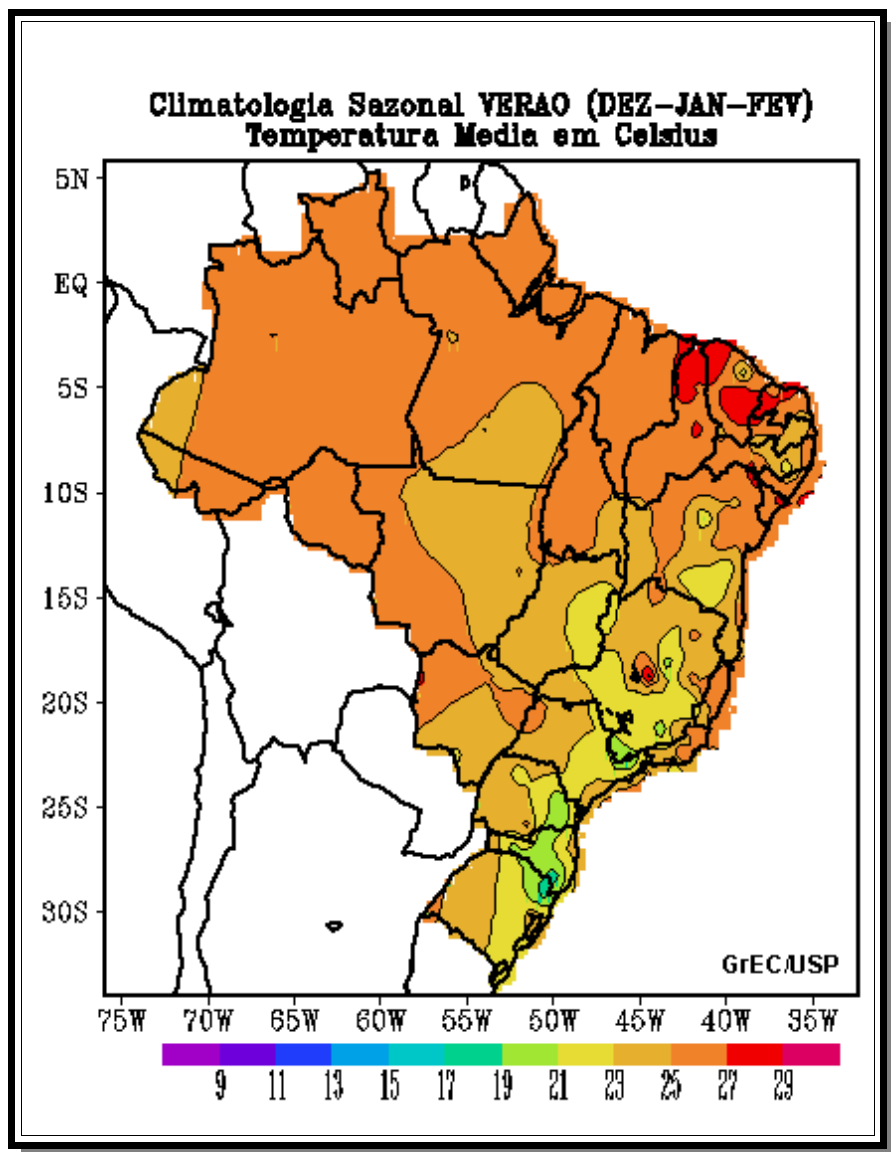 Climatologia Sazonal VERAO (DEZ-JAN-FEV)
Temperatura Media em Celsius
5N
EQ
5S
10S
15S
20S
25S
30S
GrEC/USP
75W 70W 65W 60W 55W 50W 45W 40W 35W
9 11 13 15 17 19 21 23 25 27 29